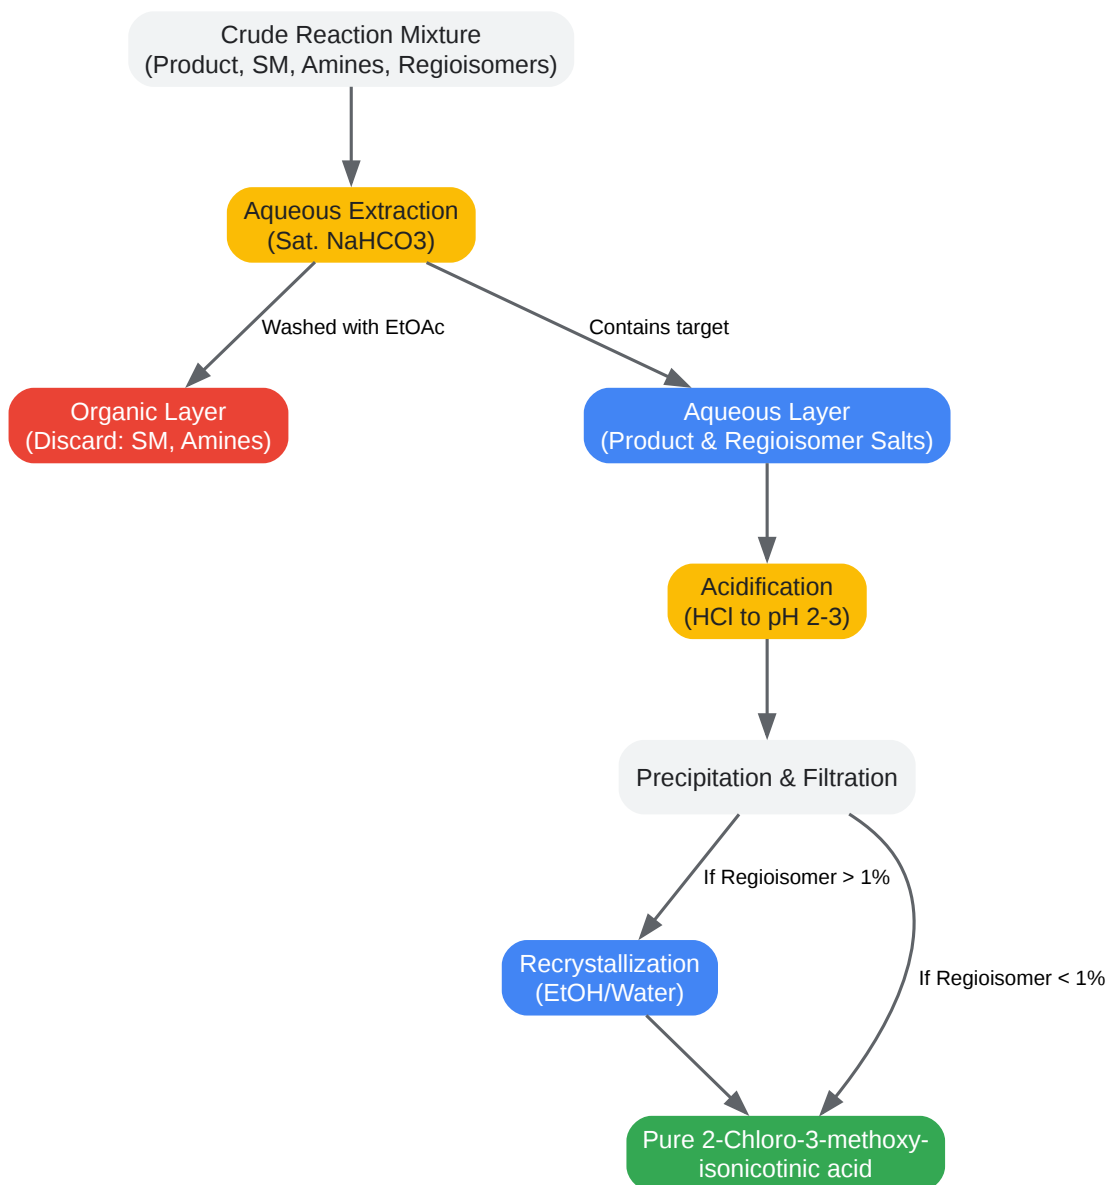 Crude Reaction Mixture
(Product, SM, Amines, Regioisomers)
Aqueous Extraction
(Sat. NaHCO3)
Washed with EtOAc
Contains target
Organic Layer
(Discard: SM, Amines)
Aqueous Layer
(Product & Regioisomer Salts)
Acidification
(HCl to pH 2-3)
Precipitation & Filtration
If Regioisomer > 1%
Recrystallization
(EtOH/Water)
If Regioisomer < 1%
Pure 2-Chloro-3-methoxy-
isonicotinic acid